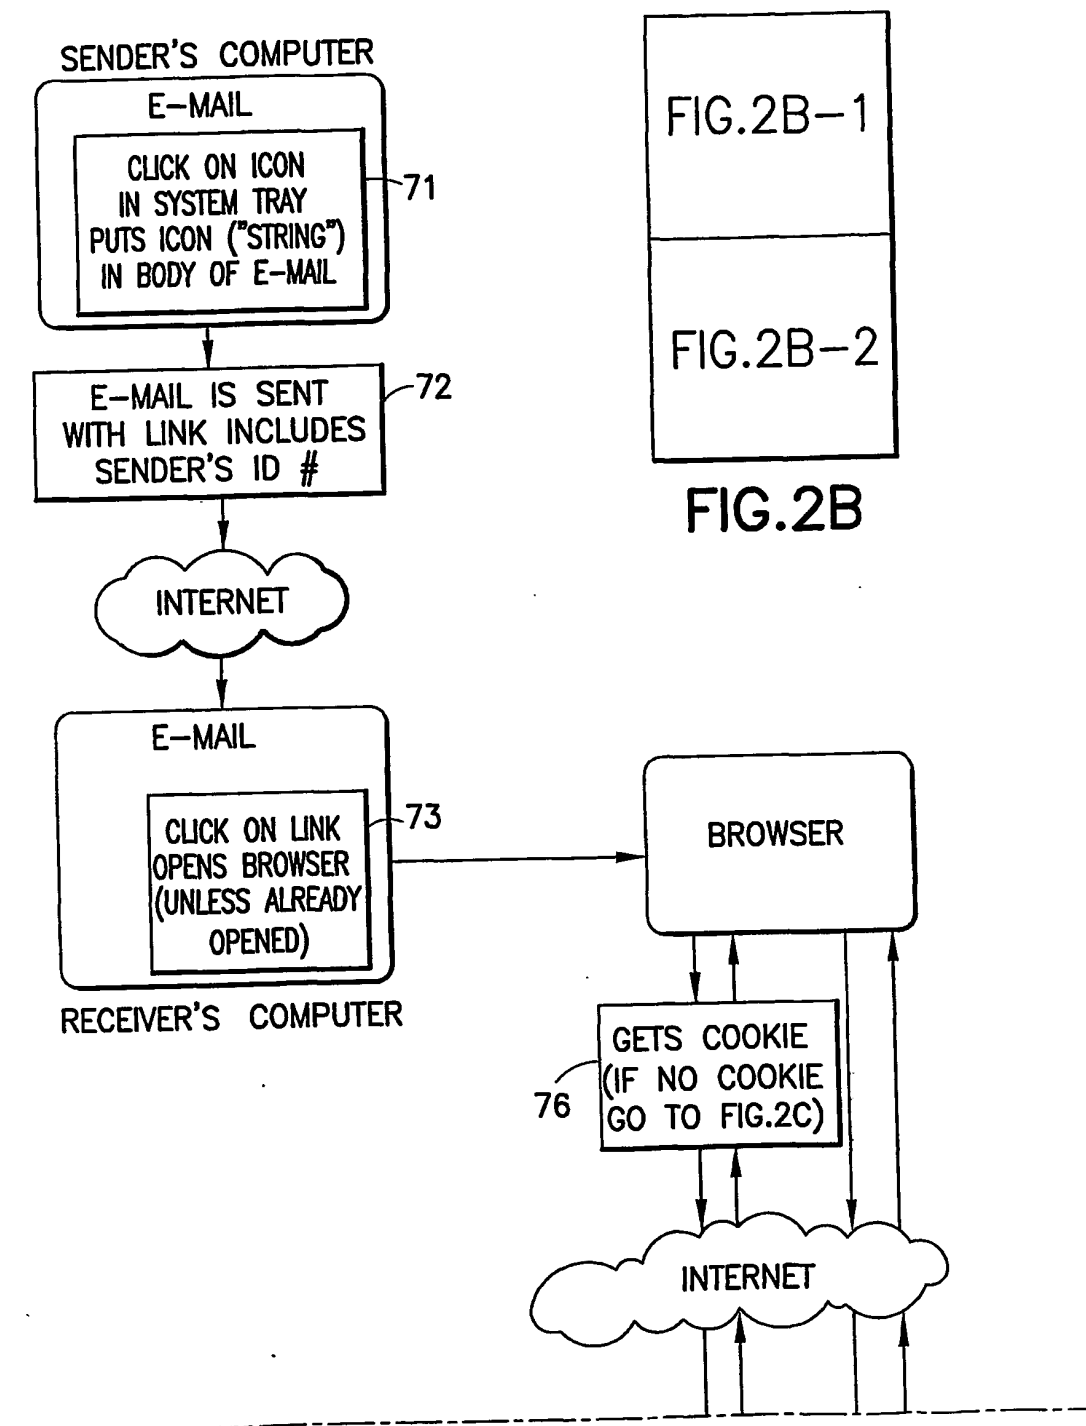 SENDER'S COMPUTER
E-MAIL
CLICK ON ICON
IN SYSTEM TRAY
PUTS ICON ("STRING")
IN BODY OF E-MAIL
71
E-MAIL IS SENT
WITH LINK INCLUDES
SENDER'S ID #
72
INTERNET
E-MAIL
CLICK ON LINK
OPENS BROWSER
(UNLESS ALREADY
OPENED)
73
RECEIVER'S COMPUTER
FIG.2B-1
FIG.2B-2
FIG.2B
BROWSER
GETS COOKIE
(IF NO COOKIE
GO TO FIG.2C)
76
INTERNET